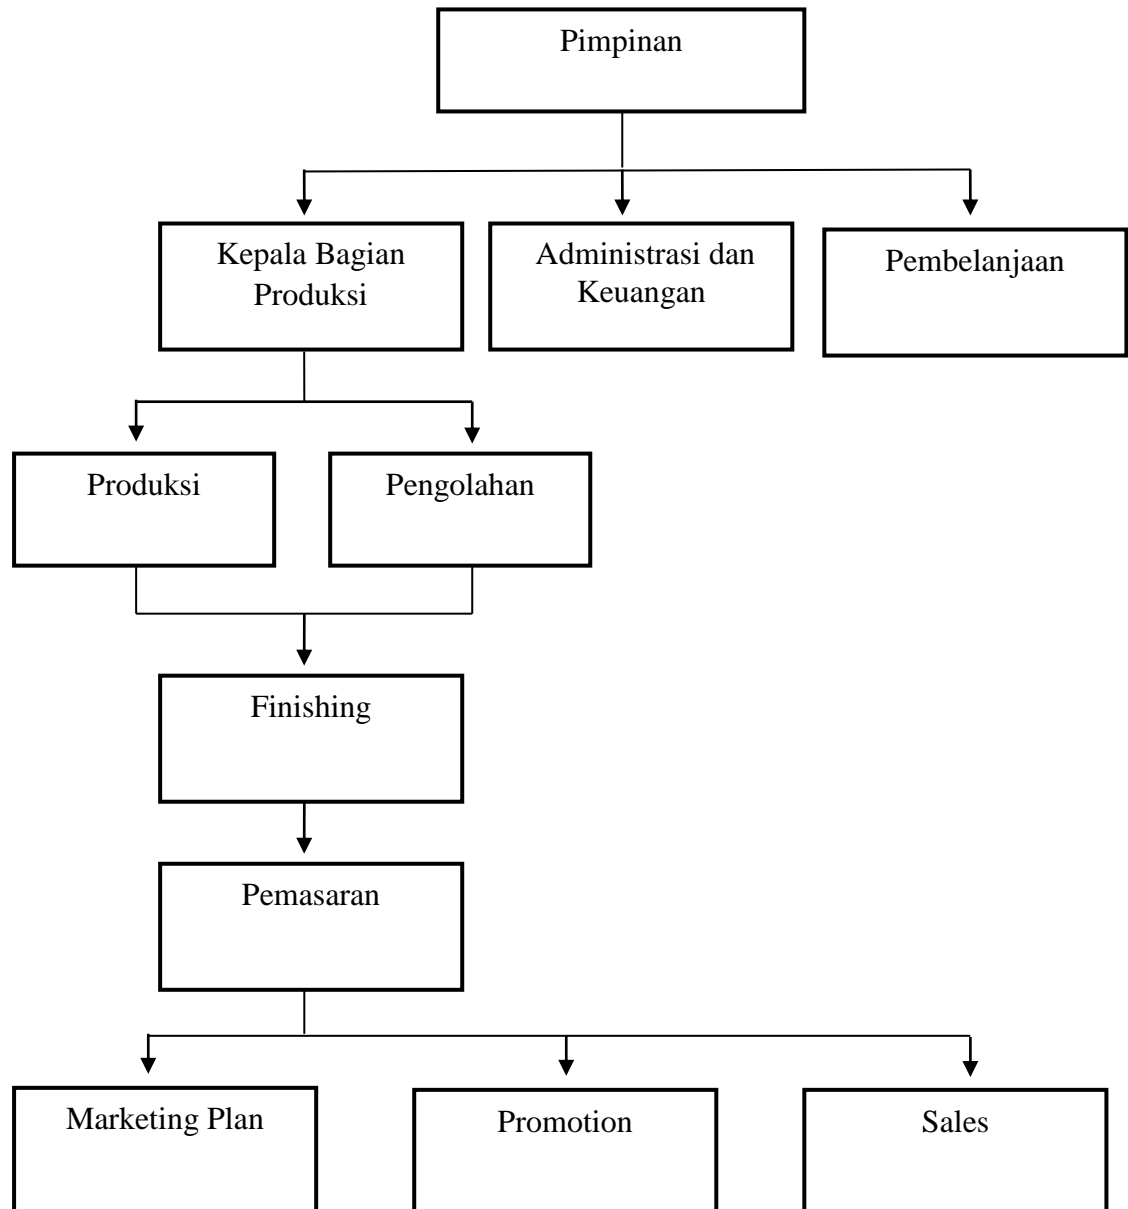 Pimpinan
Kepala Bagian
Produksi
Administrasi dan
Keuangan
Pembelanjaan
Produksi
Pengolahan
Finishing
Pemasaran
Marketing Plan
Promotion
Sales